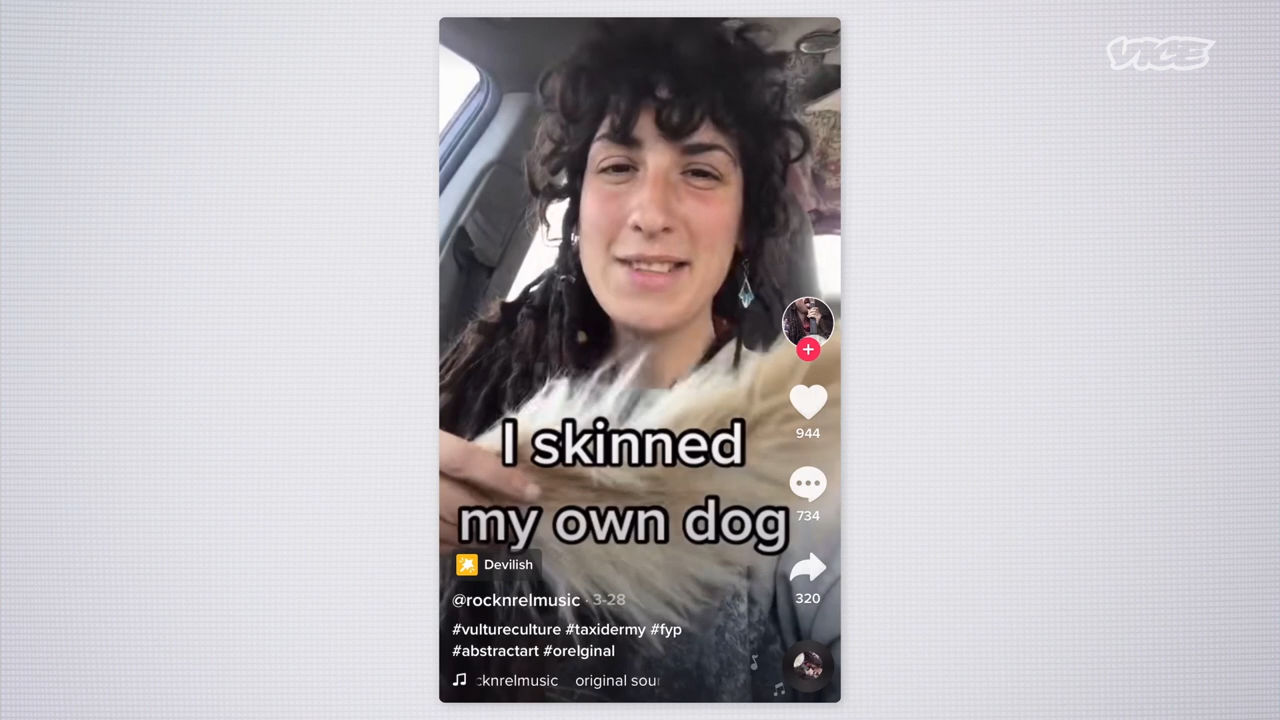 VICE
I skinned
my own dog
944
734
320
Devilish
@rocknrelmusic · 3-28
#vultureculture #taxidermy #fyp
#abstractart #orelginal
cknrelmusic original sou